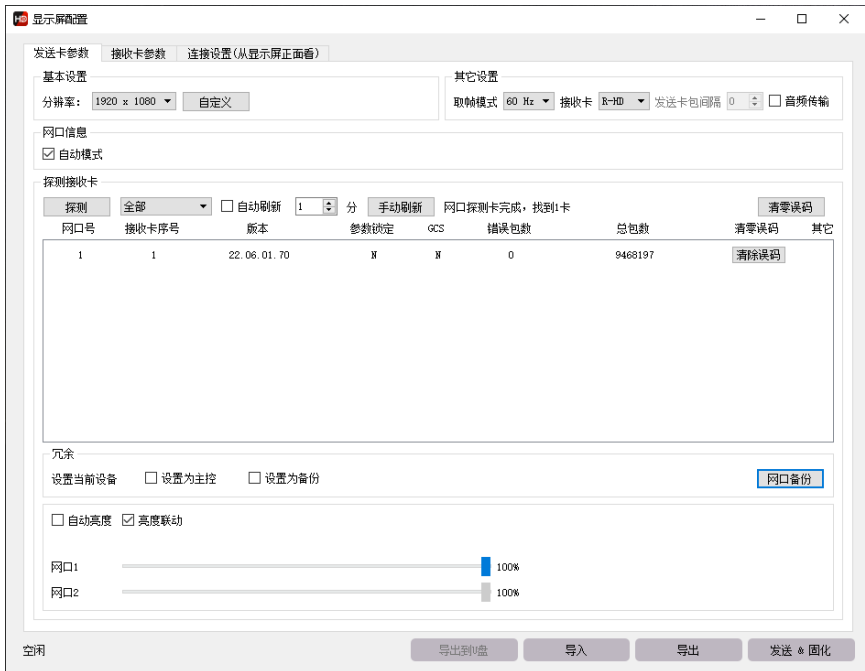 HD 显示屏配置
发送卡参数 接收卡参数 连接设置(从显示屏正面看)
基本设置 其它设置
分辨率: 1920 x 1080 自定义 取帧模式 60 Hz 接收卡 R-HD 发送卡包间隔 0 音频传输
网口信息
自动模式
探测接收卡
探测 全部 自动刷新 1 分 手动刷新 网口探测卡完成，找到1卡 清零误码
网口号 接收卡序号 版本 参数锁定 GCS 错误包数 总包数 清零误码 其它
1 1 22.06.01.70 N N 0 9468197 清除误码
冗余
设置当前设备 设置为主控 设置为备份 网口备份
自动亮度 亮度联动
网口1 100%
网口2 100%
空闲 导出到U盘 导入 导出 发送 & 固化